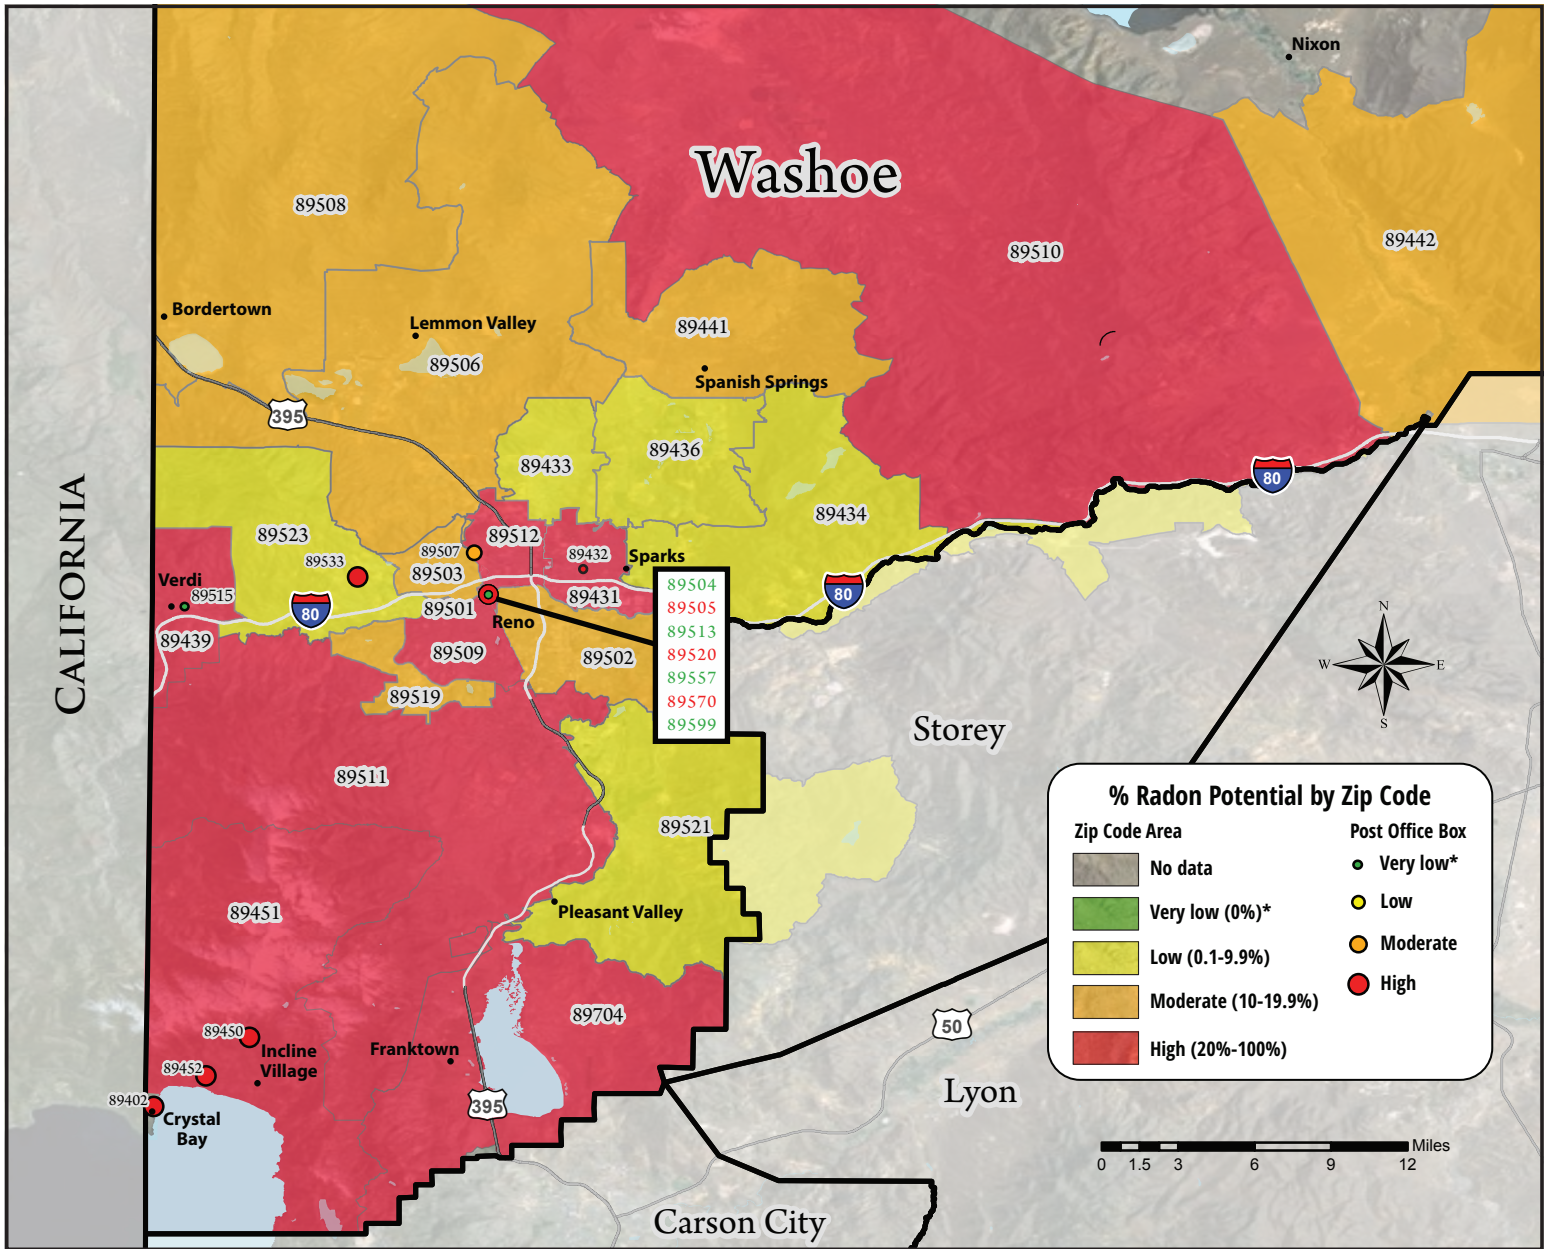 Nixon
Washoe
89508
89510
89442
Bordertown
Lemmon Valley
89441
89506
Spanish Springs
395
89433
89436
80
89434
CALIFORNIA
89523
89512
89507
89533
89503
89432
Sparks
Verdi
89515
80
89501
89431
Reno
89504
89505
89513
89520
89557
89570
89599
80
89439
89509
89502
89519
N
W
E
S
Storey
89511
89521
% Radon Potential by Zip Code
Zip Code Area
No data
Very low (0%)*
Low (0.1-9.9%)
Moderate (10-19.9%)
High (20%-100%)
Post Office Box
Very low*
Low
Moderate
High
89451
Pleasant Valley
89704
50
89450
Incline
Village
Franktown
89452
89402
Crystal
Bay
395
Lyon
Miles
0 1.5 3 6 9 12
Carson City